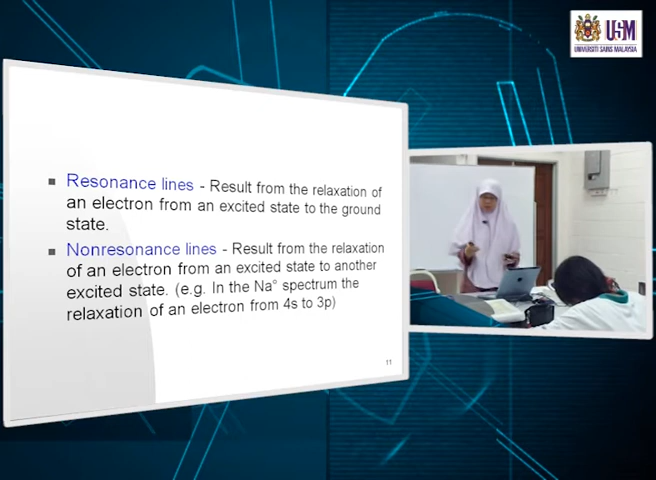 USM
UNIVERSITI SAINS MALAYSIA
▪ Resonance lines - Result from the relaxation of
an electron from an excited state to the ground
state.
▪ Nonresonance lines - Result from the relaxation
of an electron from an excited state to another
excited state. (e.g. In the Na° spectrum the
relaxation of an electron from 4s to 3p)
11